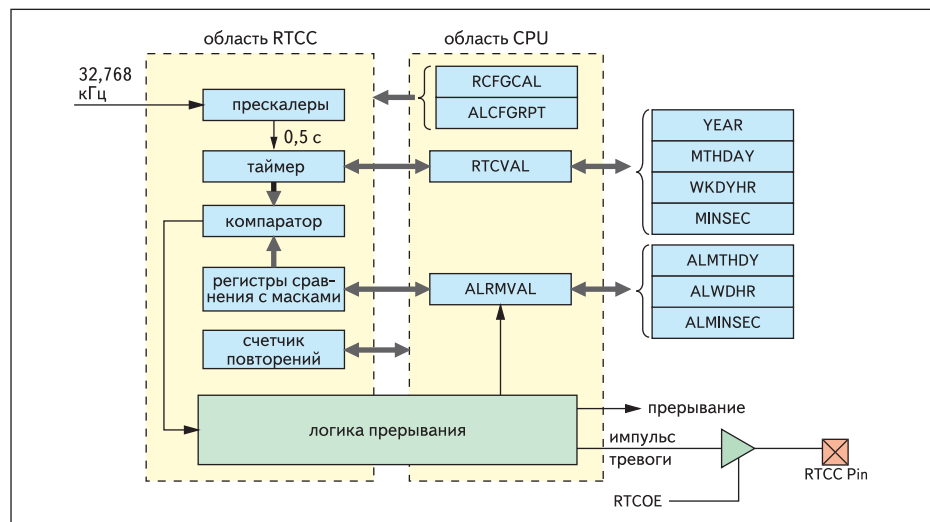 область RTCC
область CPU
32,768
кГц
прескалеры
0,5 с
таймер
компаратор
регистры срав-
нения с масками
счетчик
повторений
RCFGCAL
ALCFGRPT
RTCVAL
ALRMVAL
YEAR
MTHDAY
WKDYHR
MINSEC
ALMTHDY
ALWDHR
ALMINSEC
логика прерывания
прерывание
импульс
тревоги
RTCOE
RTCC Pin